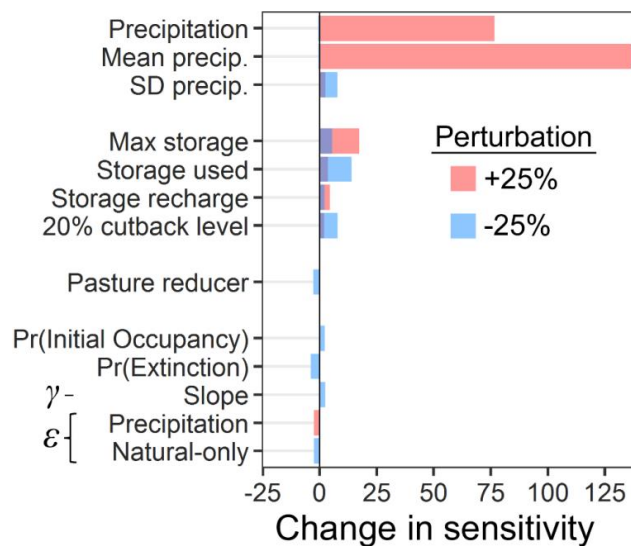 Precipitation
Mean precip.
SD precip.
Max storage
Storage used
Storage recharge
20% cutback level
Pasture reducer
Pr(Initial Occupancy)
Pr(Extinction)
γ - Slope
ε Precipitation
Natural-only
Perturbation
+25%
-25%
-25 0 25 50 75 100 125
Change in sensitivity